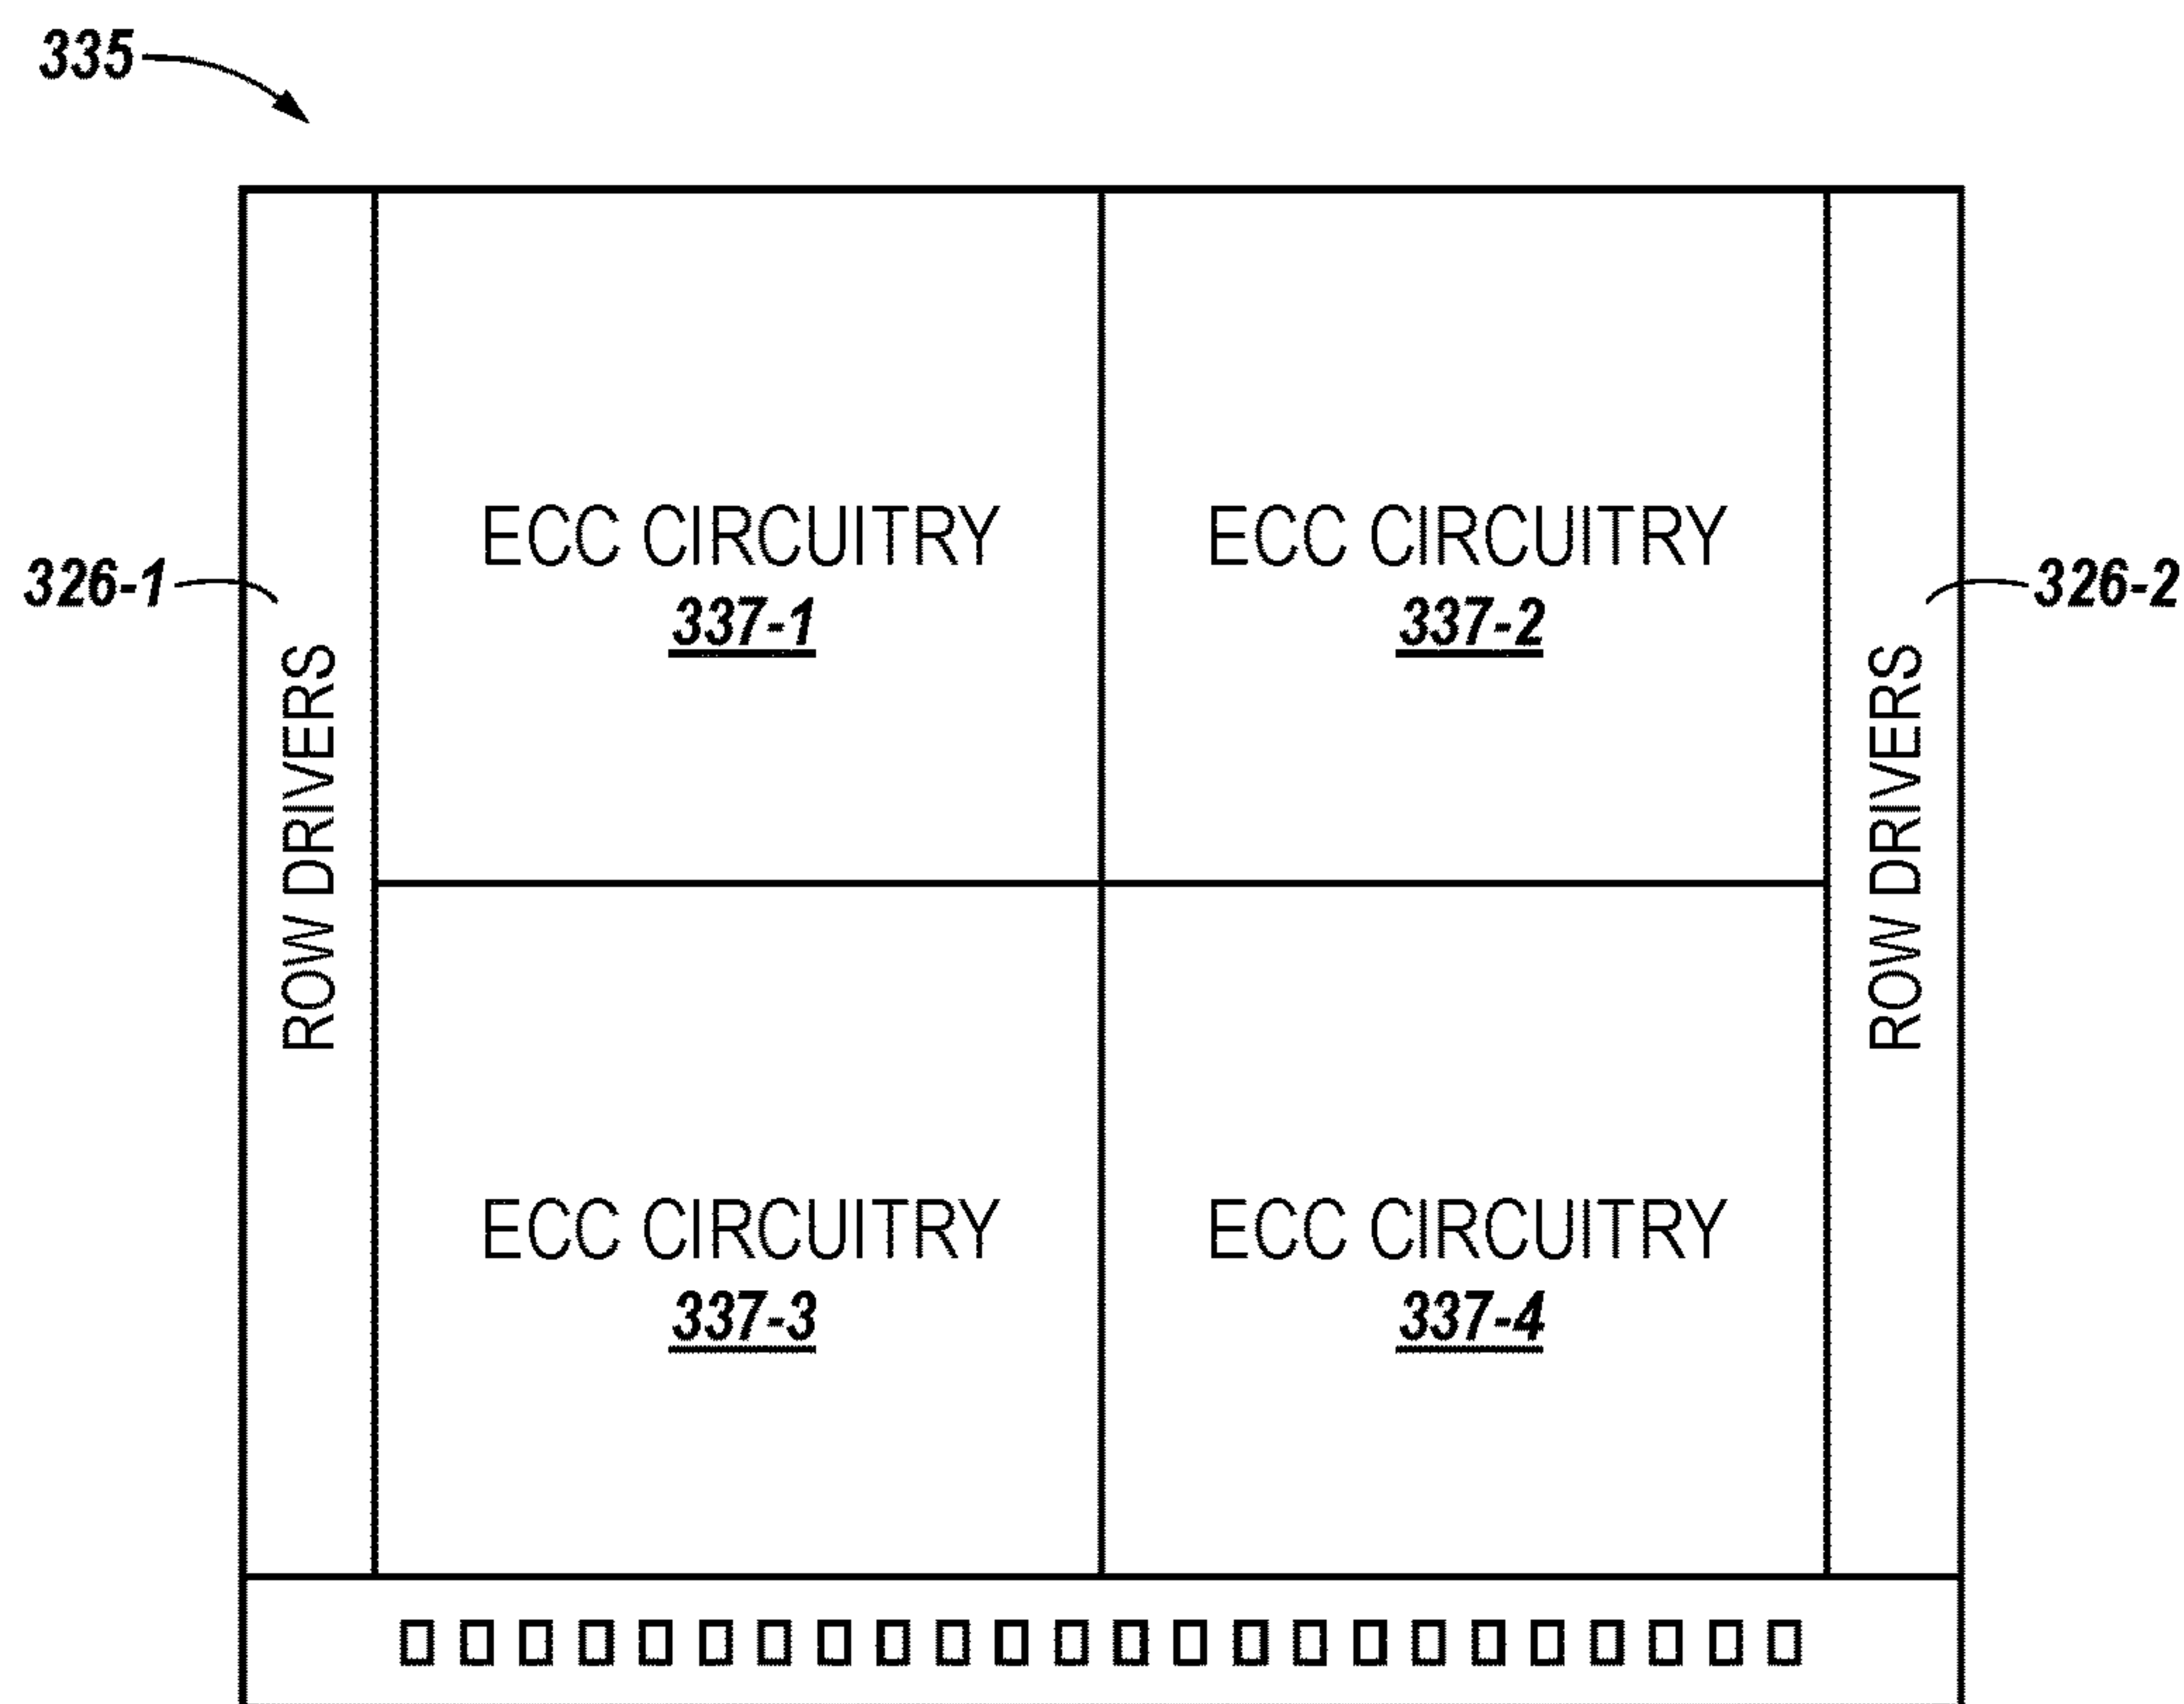 335
ECC CIRCUITRY
337-1
ECC CIRCUITRY
337-2
326-1
326-2
ROW DRIVERS
ROW DRIVERS
ECC CIRCUITRY
337-3
ECC CIRCUITRY
337-4